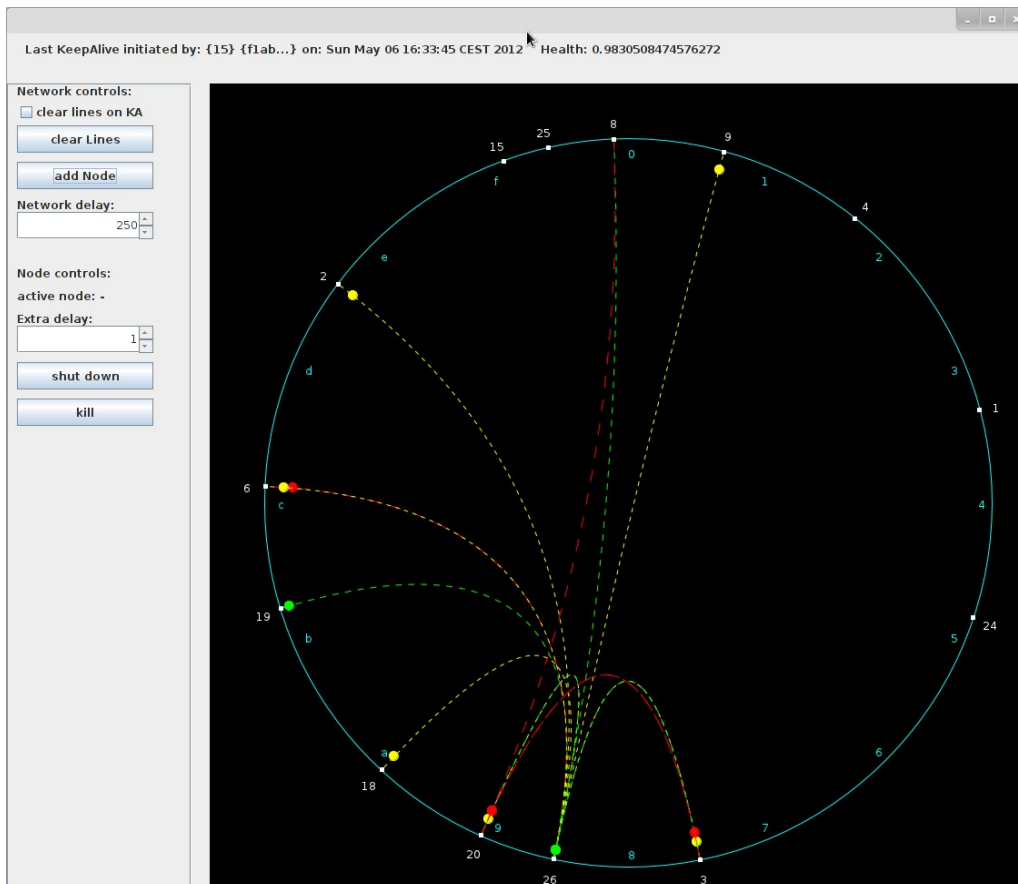 Last KeepAlive initiated by: {15} {f1ab...} on: Sun May 06 16:33:45 CEST 2012 Health: 0.9830508474576272
Network controls:
clear lines on KA
clear Lines
add Node
Network delay:
250
Node controls:
active node: -
Extra delay:
1
shut down
kill
8
25
9
15
0
f
1
4
e
2
2
d
3
1
6
c
4
19
b
5
24
a
6
18
9
7
20
8
26
3